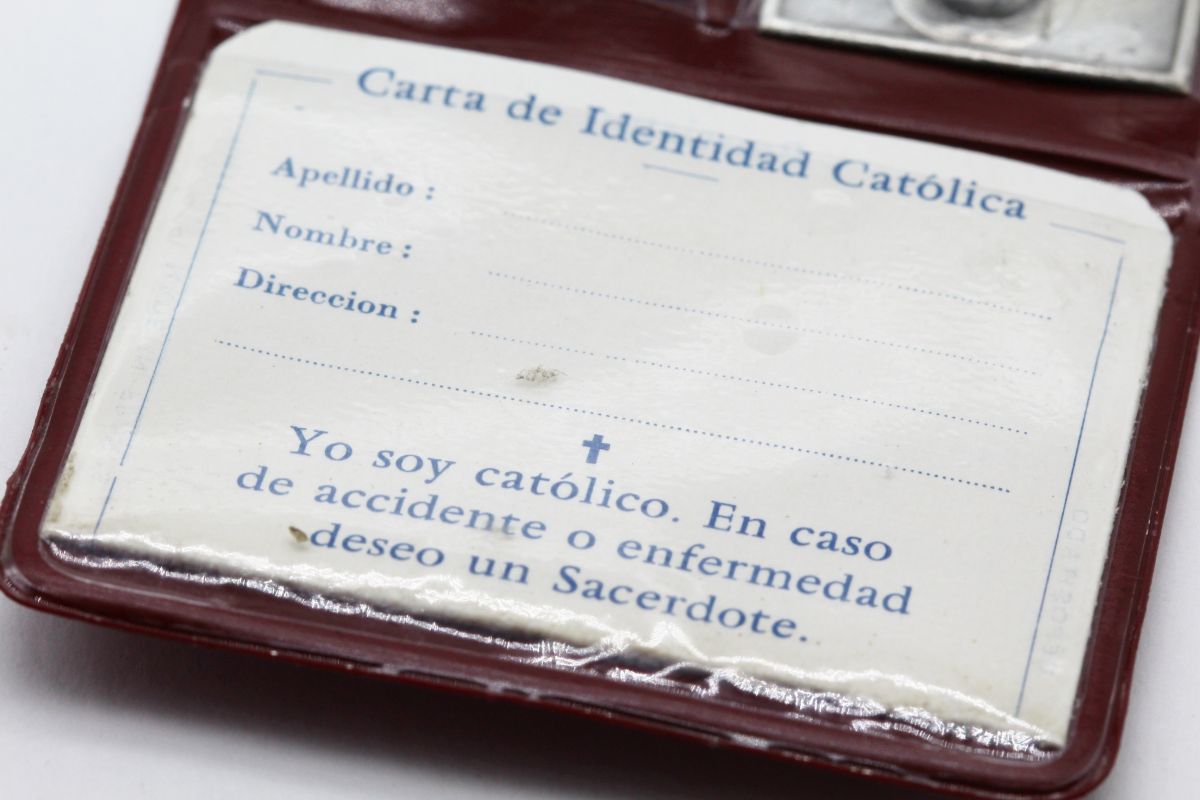 Carta de Identidad Católica
Apellido :
Nombre :
Direccion :
Yo soy católico. En caso
de accidente o enfermedad
deseo un Sacerdote.